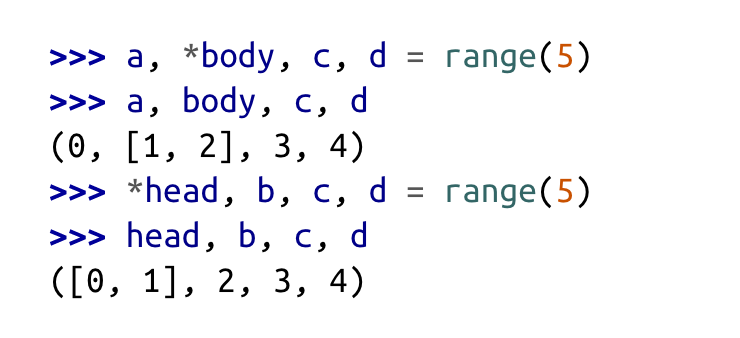 >>> a, *body, c, d = range(5)
>>> a, body, c, d
(0, [1, 2], 3, 4)
>>> *head, b, c, d = range(5)
>>> head, b, c, d
([0, 1], 2, 3, 4)